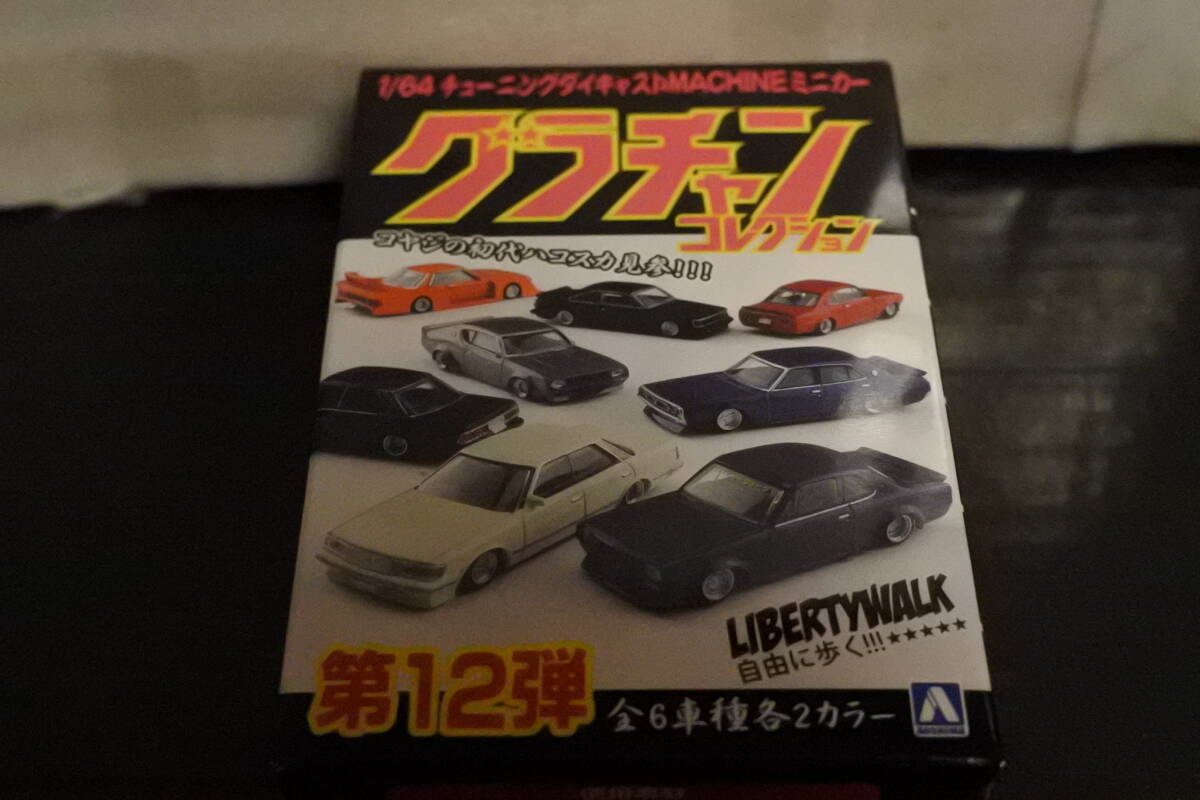 1/64 チューニングダイキャストMACHINEミニカー
グラチャン
コレクション
コヤジの初代ハコスカ見参!!!
LIBERTYWALK
自由に歩く!!!★★★★★
第12弾
全6車種各2カラー
AOSHIMA